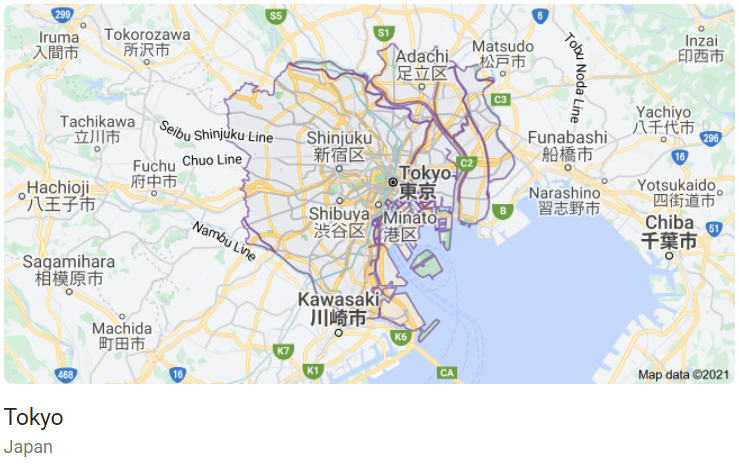 299
S5
S1
6
Iruma
入間市
Tokorozawa
所沢市
Adachi
足立区
Matsudo
松戸市
Tobu Noda Line
Inzai
印西市
C3
Tachikawa
立川市
Seibu Shinjuku Line
Shinjuku
新宿区
Funabashi
船橋市
Yachiyo
八千代市
296
16
Chuo Line
Fuchu
府中市
C2
Tokyo
東京
Hachioji
八王子市
Narashino
習志野市
Yotsukaido
四街道市
Shibuya
渋谷区
Minato
港区
B
Chiba
千葉市
51
Nambu Line
Sagamihara
相模原市
Kawasaki
川崎市
Machida
町田市
K7
K6
468
16
K1
CA
Map data ©2021
Tokyo
Japan